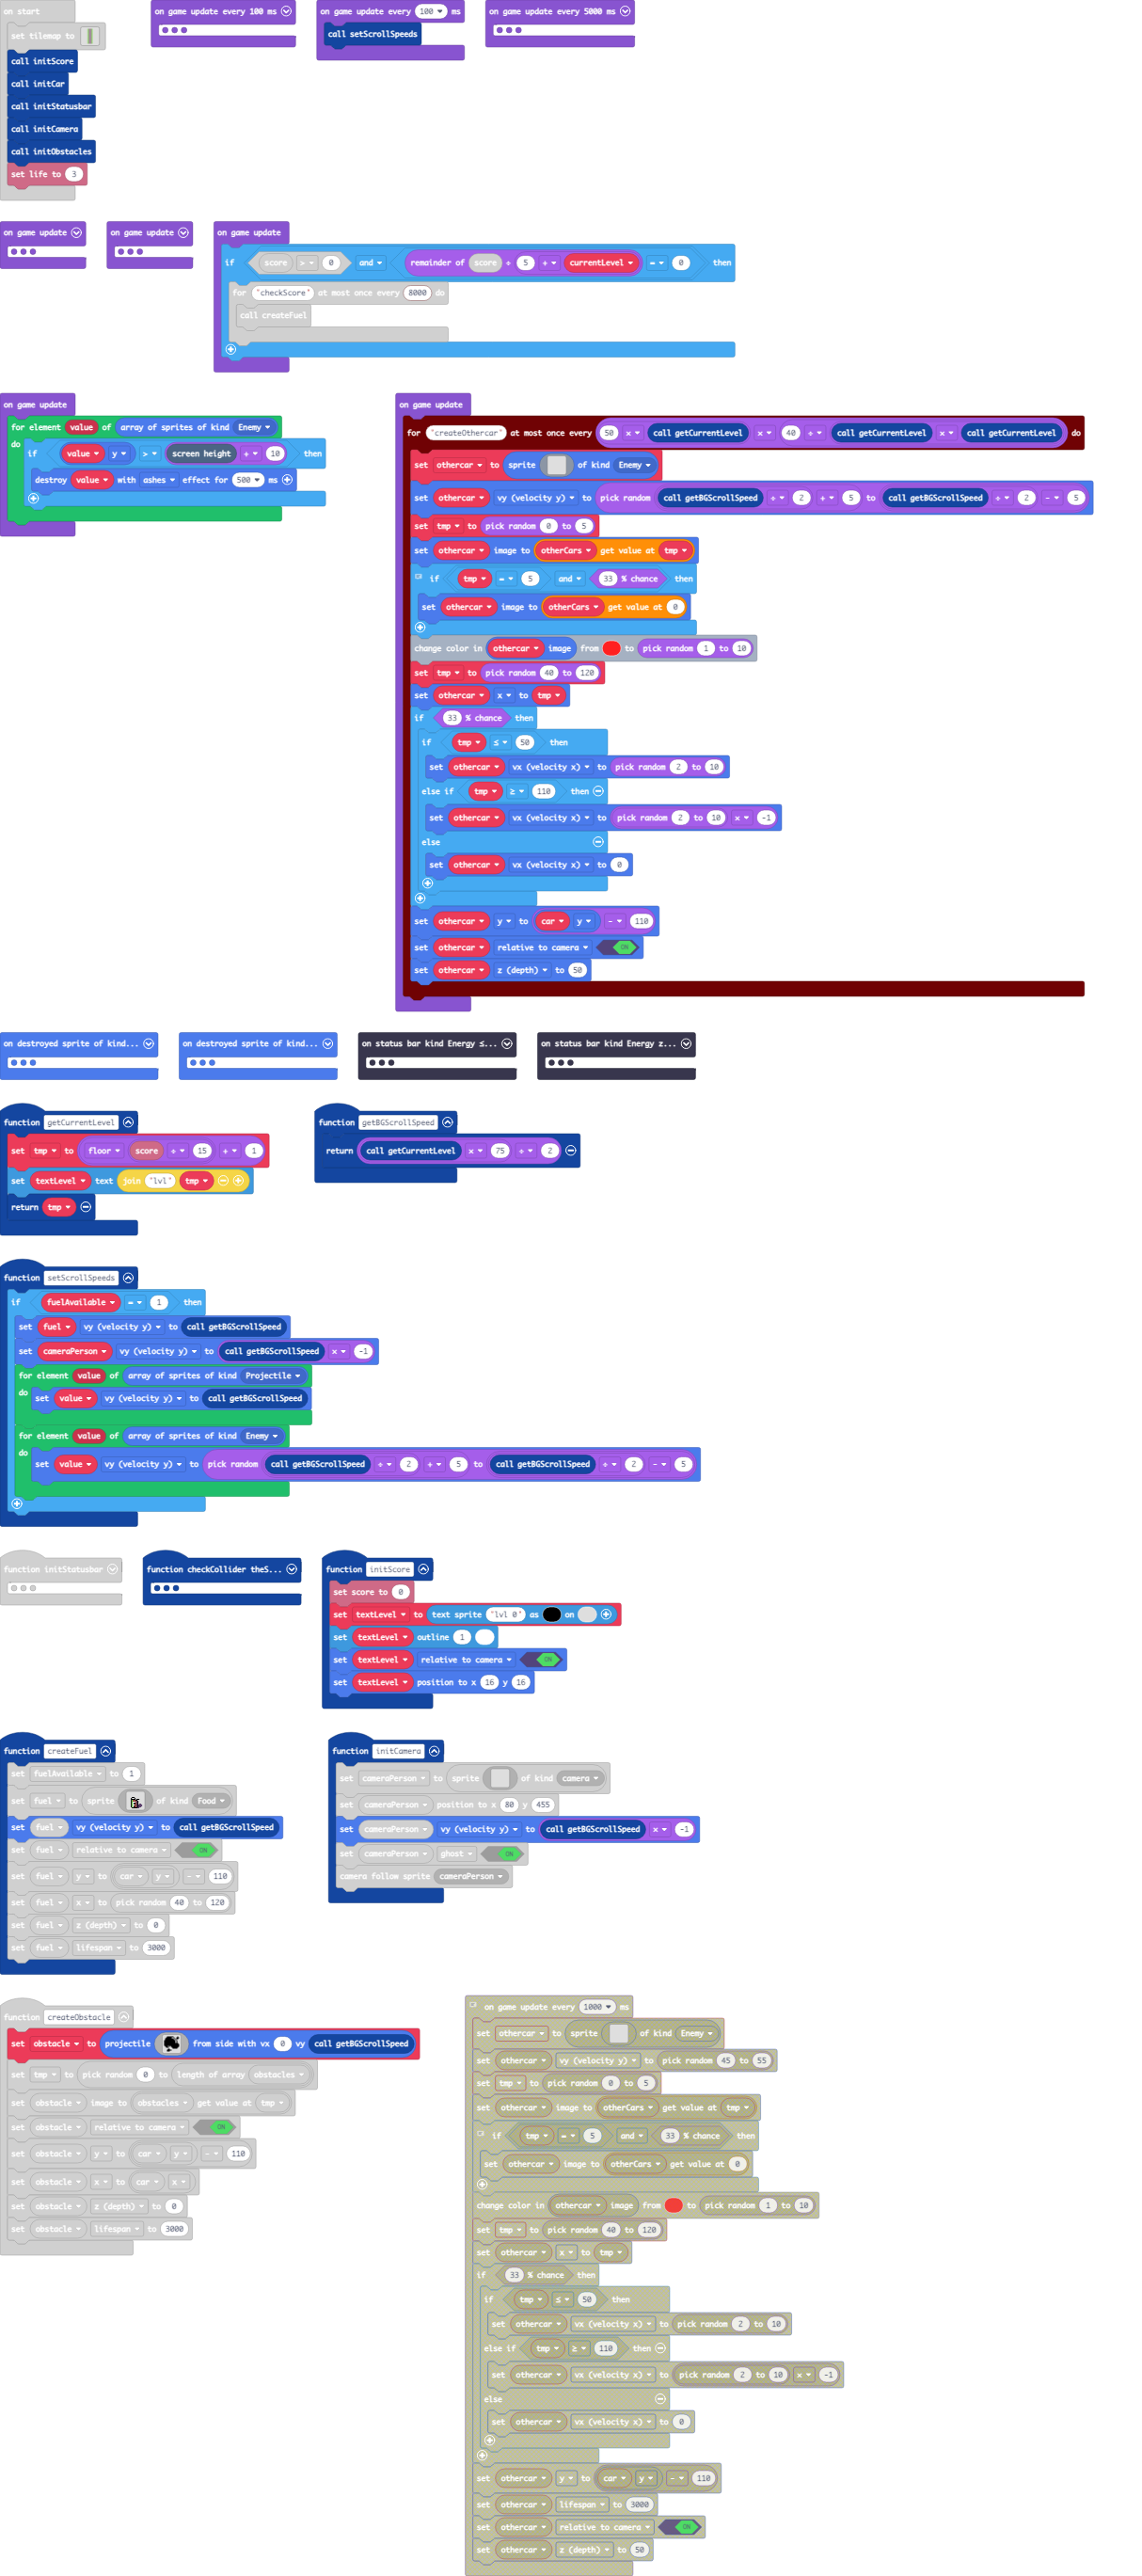 on start
set tilemap to
call initScore
call initCar
call initStatusbar
call initCamera
call initObstacles
set life to 3
on game update every 100 ms
on game update every 100 ms
call setScrollSpeeds
on game update every 5000 ms
on game update
on game update
on game update
if score > 0 and remainder of score ÷ 5 + currentLevel = 0 then
for "checkScore" at most once every 8000 do
call createFuel
on game update
for element value of array of sprites of kind Enemy
do
if value y > screen height + 10 then
destroy value with ashes effect for 500 ms
on game update
for "createOthercar" at most once every 50 × call getCurrentLevel × 40 ÷ call getCurrentLevel × call getCurrentLevel do
set othercar to sprite of kind Enemy
set othercar vy (velocity y) to pick random call getBGScrollSpeed ÷ 2 + 5 to call getBGScrollSpeed ÷ 2 - 5
set tmp to pick random 0 to 5
set othercar image to otherCars get value at tmp
if tmp = 5 and 33 % chance then
set othercar image to otherCars get value at 0
change color in othercar image from to pick random 1 to 10
set tmp to pick random 40 to 120
set othercar x to tmp
if 33 % chance then
if tmp ≤ 50 then
set othercar vx (velocity x) to pick random 2 to 10
else if tmp ≥ 110 then
set othercar vx (velocity x) to pick random 2 to 10 × -1
else
set othercar vx (velocity x) to 0
set othercar y to car y - 110
set othercar relative to camera ON
set othercar z (depth) to 50
on destroyed sprite of kind...
on destroyed sprite of kind...
on status bar kind Energy ≤...
on status bar kind Energy z...
function getCurrentLevel
set tmp to floor score ÷ 15 + 1
set textLevel text join "lvl" tmp
return tmp
function getBGScrollSpeed
return call getCurrentLevel × 75 ÷ 2
function setScrollSpeeds
if fuelAvailable = 1 then
set fuel vy (velocity y) to call getBGScrollSpeed
set cameraPerson vy (velocity y) to call getBGScrollSpeed × -1
for element value of array of sprites of kind Projectile
do set value vy (velocity y) to call getBGScrollSpeed
for element value of array of sprites of kind Enemy
do
set value vy (velocity y) to pick random call getBGScrollSpeed ÷ 2 + 5 to call getBGScrollSpeed ÷ 2 - 5
function initStatusbar
function checkCollider theS...
function initScore
set score to 0
set textLevel to text sprite "lvl 0" as on
set textLevel outline 1
set textLevel relative to camera ON
set textLevel position to x 16 y 16
function createFuel
set fuelAvailable to 1
set fuel to sprite of kind Food
set fuel vy (velocity y) to call getBGScrollSpeed
set fuel relative to camera ON
set fuel y to car y - 110
set fuel x to pick random 40 to 120
set fuel z (depth) to 0
set fuel lifespan to 3000
function initCamera
set cameraPerson to sprite of kind camera
set cameraPerson position to x 80 y 455
set cameraPerson vy (velocity y) to call getBGScrollSpeed × -1
set cameraPerson ghost ON
camera follow sprite cameraPerson
function createObstacle
set obstacle to projectile from side with vx 0 vy call getBGScrollSpeed
set tmp to pick random 0 to length of array obstacles
set obstacle image to obstacles get value at tmp
set obstacle relative to camera ON
set obstacle y to car y - 110
set obstacle x to car x
set obstacle z (depth) to 0
set obstacle lifespan to 3000
on game update every 1000 ms
set othercar to sprite of kind Enemy
set othercar vy (velocity y) to pick random 45 to 55
set tmp to pick random 0 to 5
set othercar image to otherCars get value at tmp
if tmp = 5 and 33 % chance then
set othercar image to otherCars get value at 0
change color in othercar image from to pick random 1 to 10
set tmp to pick random 40 to 120
set othercar x to tmp
if 33 % chance then
if tmp ≤ 50 then
set othercar vx (velocity x) to pick random 2 to 10
else if tmp ≥ 110 then
set othercar vx (velocity x) to pick random 2 to 10 × -1
else
set othercar vx (velocity x) to 0
set othercar y to car y - 110
set othercar lifespan to 3000
set othercar relative to camera ON
set othercar z (depth) to 50